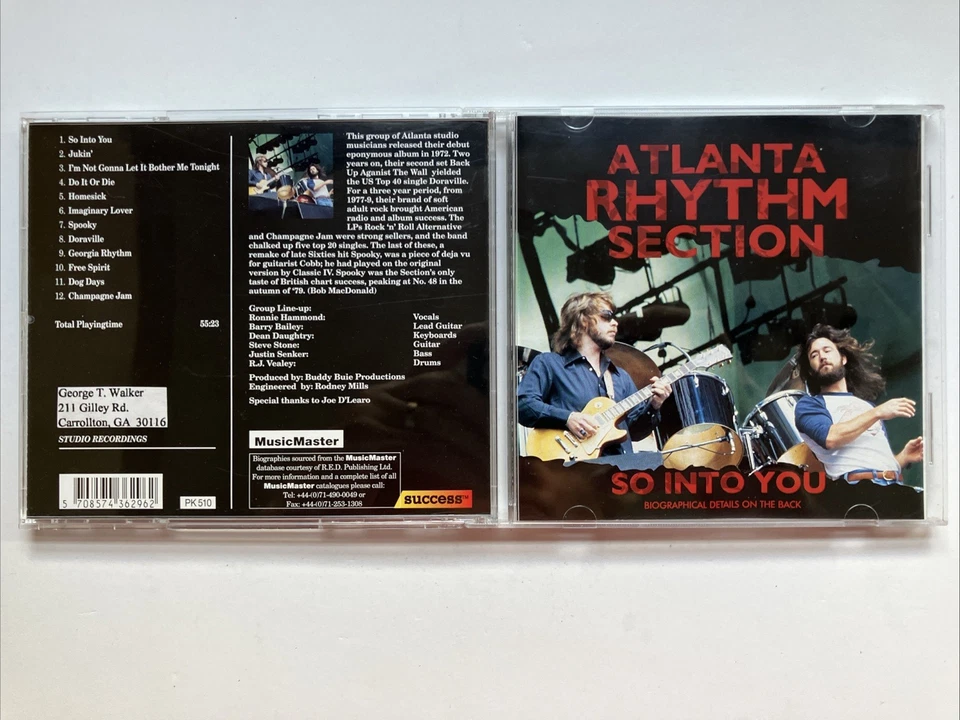 1. So Into You
2. Jukin'
3. I'm Not Gonna Let It Bother Me Tonight
4. Do It Or Die
5. Homesick
6. Imaginary Lover
7. Spooky
8. Doraville
9. Georgia Rhythm
10. Free Spirit
11. Dog Days
12. Champagne Jam
Total Playingtime 55:23
George T. Walker
211 Gilley Rd.
Carrollton, GA 30116
STUDIO RECORDINGS
5 708574 362962
PK 510
This group of Atlanta studio
musicians released their debut
eponymous album in 1972. Two
years on, their second set Back
Up Aganist The Wall yielded
the US Top 40 single Doraville.
For a three year period, from
1977-9, their brand of soft
adult rock brought American
radio and album success. The
LPs Rock 'n' Roll Alternative
and Champagne Jam were strong sellers, and the band
chalked up five top 20 singles. The last of these, a
remake of late Sixties hit Spooky, was a piece of deja vu
for guitarist Cobb; he had played on the original
version by Classic IV. Spooky was the Section's only
taste of British chart success, peaking at No. 48 in the
autumn of '79. (Bob MacDonald)
Group Line-up:
Ronnie Hammond: Vocals
Barry Bailey: Lead Guitar
Dean Daughtry: Keyboards
Steve Stone: Guitar
Justin Senker: Bass
R.J. Vealey: Drums
Produced by: Buddy Buie Productions
Engineered by: Rodney Mills
Special thanks to Joe D'Learo
MusicMaster
Biographies sourced from the MusicMaster
database courtesy of R.E.D. Publishing Ltd.
For more information and a complete list of all
MusicMaster catalogues please call:
Tel: +44-(0)71-490-0049 or
Fax: +44-(0)71-253-1308
success™
ATLANTA
RHYTHM
SECTION
SO INTO YOU
BIOGRAPHICAL DETAILS ON THE BACK